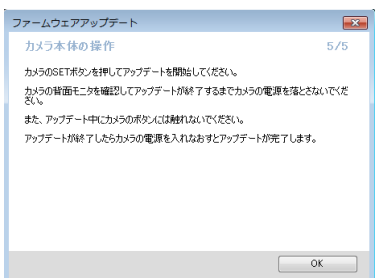 ファームウェアアップデート
カメラ本体の操作 5/5
カメラのSETボタンを押してアップデートを開始してください。
カメラの背面モニタを確認してアップデートが終了するまでカメラの電源を落とさないでくだ
さい。
また、アップデート中にカメラのボタンには触れないでください。
アップデートが終了したらカメラの電源を入れなおすとアップデートが完了します。
OK